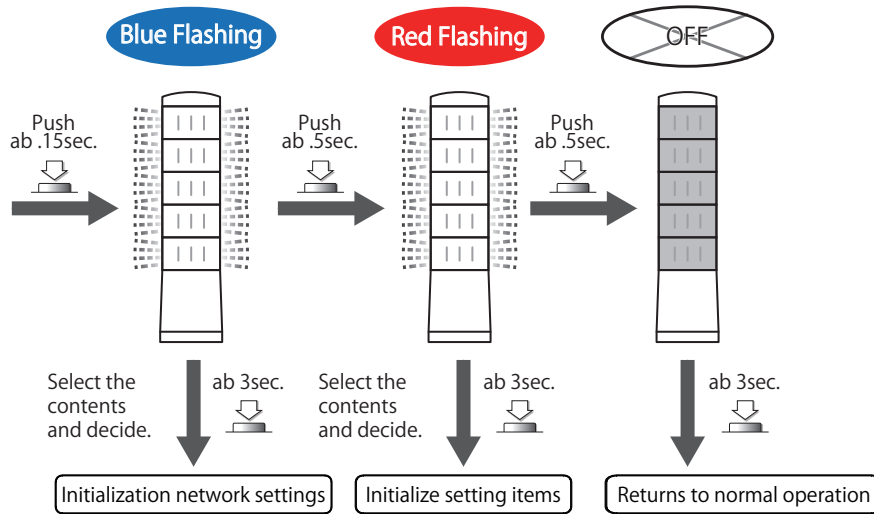 Blue Flashing
Red Flashing
OFF
Push
ab .15sec.
Push
ab .5sec.
Push
ab .5sec.
Select the
contents
and decide.
ab 3sec.
Select the
contents
and decide.
ab 3sec.
ab 3sec.
Initialization network settings
Initialize setting items
Returns to normal operation